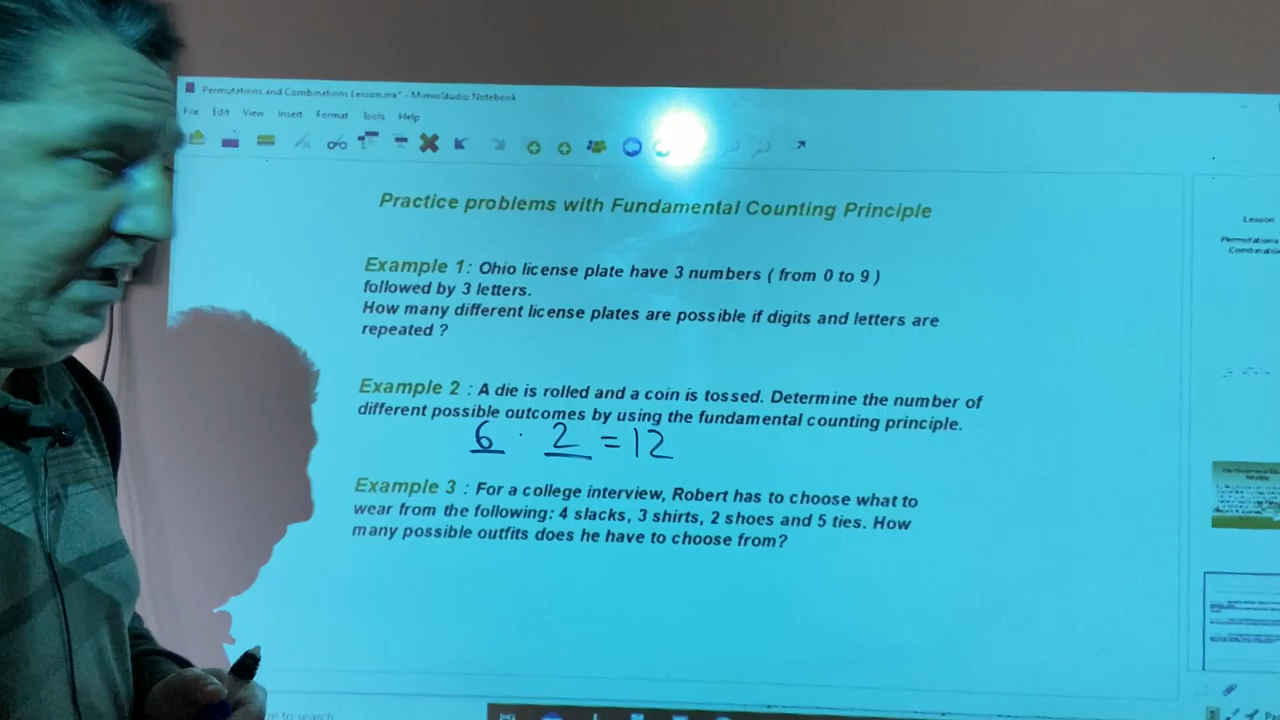 Permutations and Combinations Lesson.ink* - MimioStudio Notebook
File Edit View Insert Format Tools Help
Practice problems with Fundamental Counting Principle
Example 1: Ohio license plate have 3 numbers ( from 0 to 9 )
followed by 3 letters.
How many different license plates are possible if digits and letters are
repeated ?
Example 2 : A die is rolled and a coin is tossed. Determine the number of
different possible outcomes by using the fundamental counting principle.
6 · 2 = 12
Example 3 : For a college interview, Robert has to choose what to
wear from the following: 4 slacks, 3 shirts, 2 shoes and 5 ties. How
many possible outfits does he have to choose from?
Lesson
to search